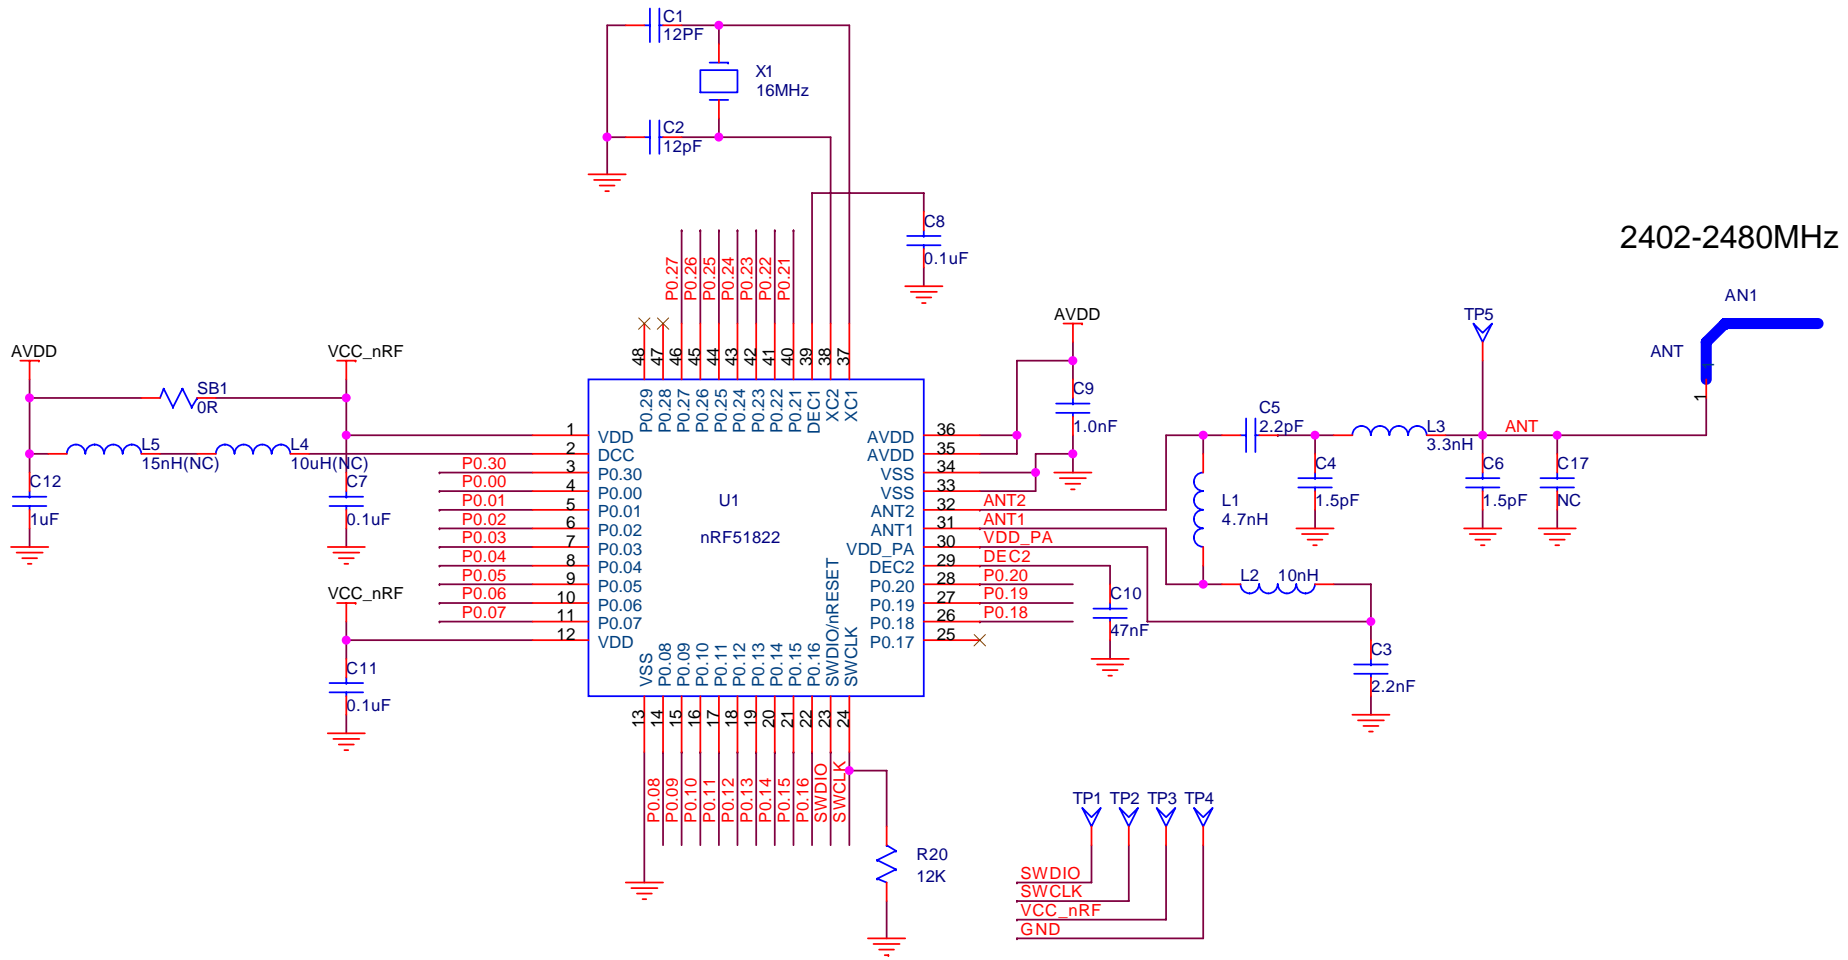 C1
12PF
X1
16MHz
C2
12pF
C8
0.1uF
2402-2480MHz
P0.27
P0.26
P0.25
P0.24
P0.23
P0.22
P0.21
AN1
ANT
1
TP5
AVDD
C9
1.0nF
AVDD
VCC_nRF
SB1
0R
L5
15nH(NC)
L4
10uH(NC)
C12
1uF
C7
0.1uF
VCC_nRF
C11
0.1uF
48
47
46
45
44
43
42
41
40
39
38
37
P0.29
P0.28
P0.27
P0.26
P0.25
P0.24
P0.23
P0.22
P0.21
DEC1
XC2
XC1
1 VDD
2 DCC
P0.30 3 P0.30
P0.00 4 P0.00
P0.01 5 P0.01
P0.02 6 P0.02
P0.03 7 P0.03
P0.04 8 P0.04
P0.05 9 P0.05
P0.06 10 P0.06
P0.07 11 P0.07
12 VDD
U1
nRF51822
AVDD 36
AVDD 35
VSS 34
VSS 33
ANT2 32 ANT2
ANT1 31 ANT1
VDD_PA 30 VDD_PA
DEC2 29 DEC2
P0.20 28 P0.20
P0.19 27 P0.19
P0.18 26 P0.18
P0.17 25
VSS
P0.08
P0.09
P0.10
P0.11
P0.12
P0.13
P0.14
P0.15
P0.16
SWDIO/nRESET
SWCLK
13
14
15
16
17
18
19
20
21
22
23
24
P0.08
P0.09
P0.10
P0.11
P0.12
P0.13
P0.14
P0.15
P0.16
SWDIO
SWCLK
C5
2.2pF
L3
3.3nH
ANT
L1
4.7nH
C4
1.5pF
C6
1.5pF
C17
NC
L2 10nH
C10
47nF
C3
2.2nF
R20
12K
TP1 TP2 TP3 TP4
SWDIO
SWCLK
VCC_nRF
GND